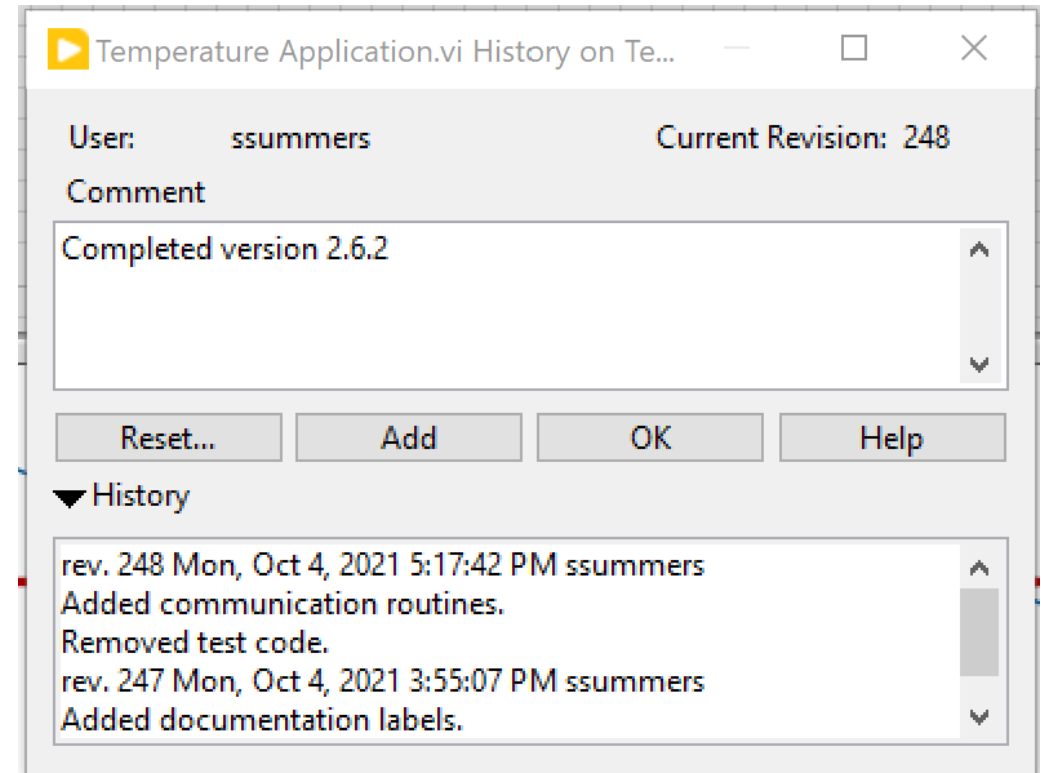 Temperature Application.vi History on Te...
User: ssummers Current Revision: 248
Comment
Completed version 2.6.2
Reset... Add OK Help
History
rev. 248 Mon, Oct 4, 2021 5:17:42 PM ssummers
Added communication routines.
Removed test code.
rev. 247 Mon, Oct 4, 2021 3:55:07 PM ssummers
Added documentation labels.